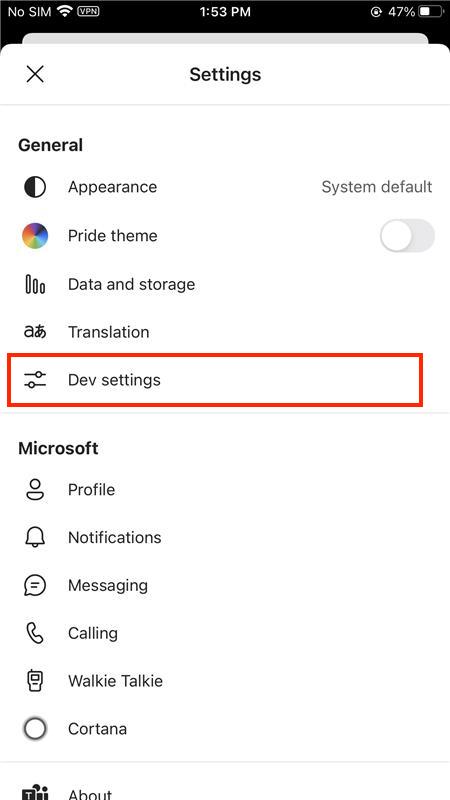 No SIM VPN 1:53 PM 47%
Settings
General
Appearance System default
Pride theme
Data and storage
aあ Translation
Dev settings
Microsoft
Profile
Notifications
Messaging
Calling
Walkie Talkie
Cortana
About